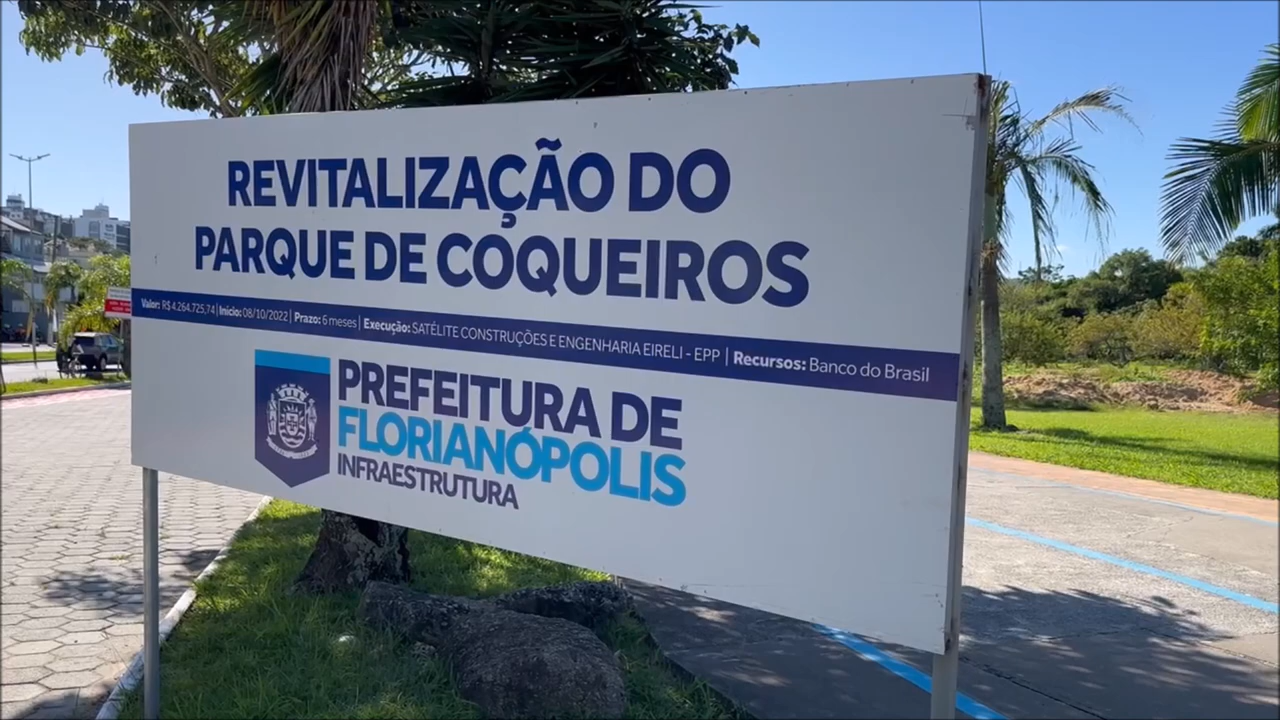 REVITALIZAÇÃO DO
PARQUE DE COQUEIROS
Valor: R$ 4.264.725,74 | Início: 08/10/2022 | Prazo: 6 meses | Execução: SATÉLITE CONSTRUÇÕES E ENGENHARIA EIRELI - EPP | Recursos: Banco do Brasil
PREFEITURA DE
FLORIANÓPOLIS
INFRAESTRUTURA